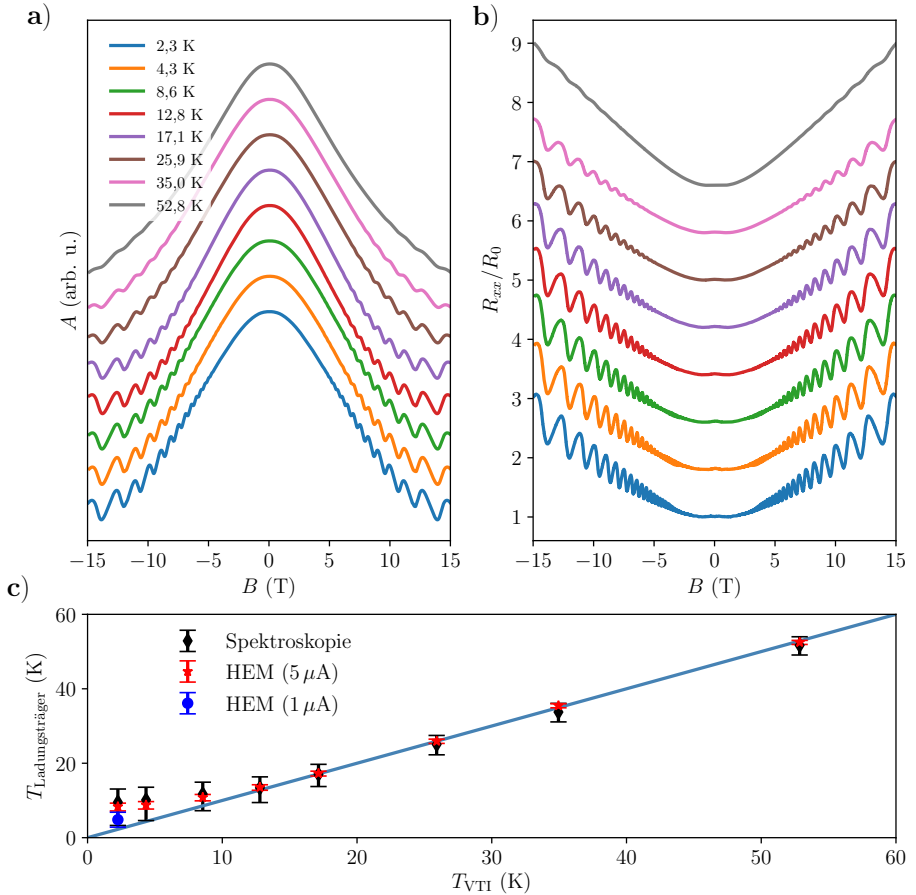 a)
2,3 K
4,3 K
8,6 K
12,8 K
17,1 K
25,9 K
35,0 K
52,8 K
A (arb. u.)
−15 −10 −5 0 5 10 15
B (T)
b)
9
8
7
6
5
4
3
2
1
R_xx/R_0
−15 −10 −5 0 5 10 15
B (T)
c)
60
40
20
0
T_Ladungsträger (K)
Spektroskopie
HEM (5 μA)
HEM (1 μA)
0 10 20 30 40 50 60
T_VTI (K)